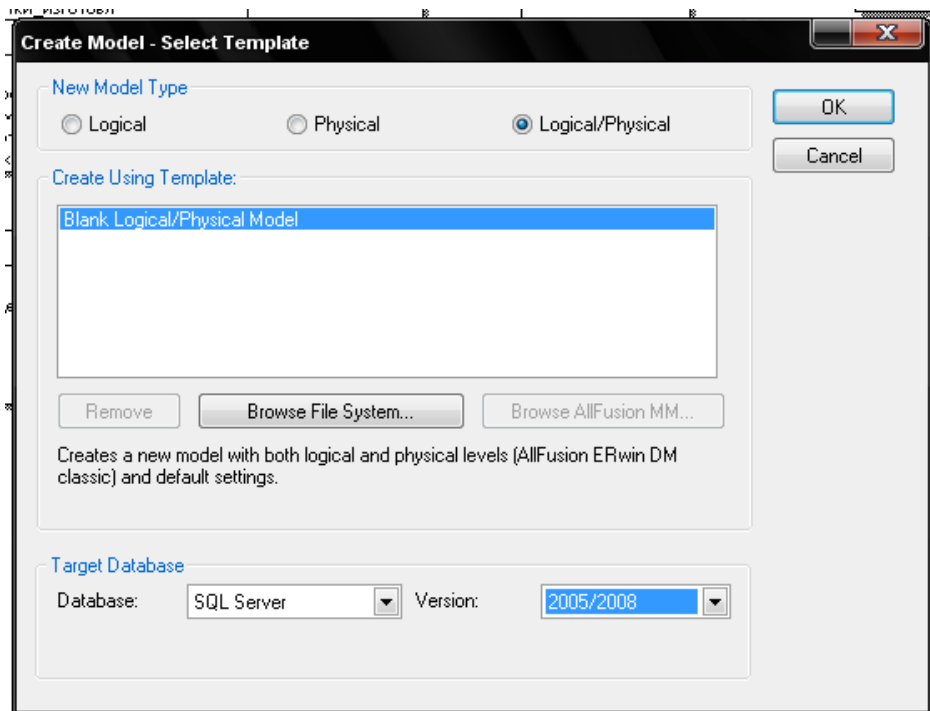 тки_изготовл
Create Model - Select Template
New Model Type
Logical
Physical
Logical/Physical
OK
Cancel
Create Using Template:
Blank Logical/Physical Model
Remove
Browse File System...
Browse AllFusion MM...
Creates a new model with both logical and physical levels (AllFusion ERwin DM
classic) and default settings.
Target Database
Database:
SQL Server
Version:
2005/2008